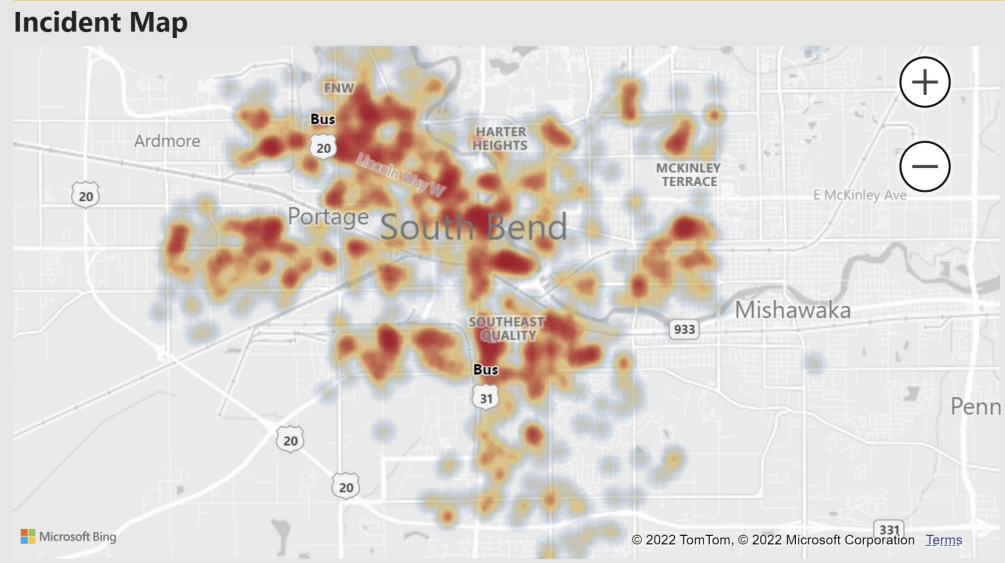 Incident Map
FNW
Bus
20
Ardmore
HARTER
HEIGHTS
Lincoln Way W
MCKINLEY
TERRACE
20
E McKinley Ave
Portage
South Bend
Mishawaka
SOUTHEAST
QUALITY
933
Bus
31
Penn
20
20
331
Microsoft Bing
© 2022 TomTom, © 2022 Microsoft Corporation Terms